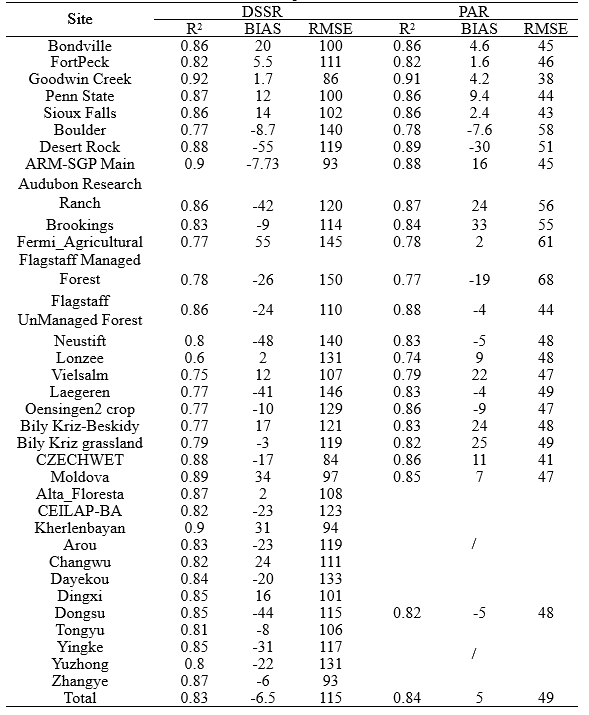 Site DSSR PAR
R² BIAS RMSE R² BIAS RMSE
Bondville 0.86 20 100 0.86 4.6 45
FortPeck 0.82 5.5 111 0.82 1.6 46
Goodwin Creek 0.92 1.7 86 0.91 4.2 38
Penn State 0.87 12 100 0.86 9.4 44
Sioux Falls 0.86 14 102 0.86 2.4 43
Boulder 0.77 -8.7 140 0.78 -7.6 58
Desert Rock 0.88 -55 119 0.89 -30 51
ARM-SGP Main 0.9 -7.73 93 0.88 16 45
Audubon Research
Ranch 0.86 -42 120 0.87 24 56
Brookings 0.83 -9 114 0.84 33 55
Fermi_Agricultural 0.77 55 145 0.78 2 61
Flagstaff Managed
Forest 0.78 -26 150 0.77 -19 68
Flagstaff
UnManaged Forest 0.86 -24 110 0.88 -4 44
Neustift 0.8 -48 140 0.83 -5 48
Lonzee 0.6 2 131 0.74 9 48
Vielsalm 0.75 12 107 0.79 22 47
Laegeren 0.77 -41 146 0.83 -4 49
Oensingen2 crop 0.77 -10 129 0.86 -9 47
Bily Kriz-Beskidy 0.77 17 121 0.83 24 48
Bily Kriz grassland 0.79 -3 119 0.82 25 49
CZECHWET 0.88 -17 84 0.86 11 41
Moldova 0.89 34 97 0.85 7 47
Alta_Floresta 0.87 2 108
CEILAP-BA 0.82 -23 123
Kherlenbayan 0.9 31 94
Arou 0.83 -23 119 /
Changwu 0.82 24 111
Dayekou 0.84 -20 133
Dingxi 0.85 16 101
Dongsu 0.85 -44 115 0.82 -5 48
Tongyu 0.81 -8 106
Yingke 0.85 -31 117 /
Yuzhong 0.8 -22 131
Zhangye 0.87 -6 93
Total 0.83 -6.5 115 0.84 5 49